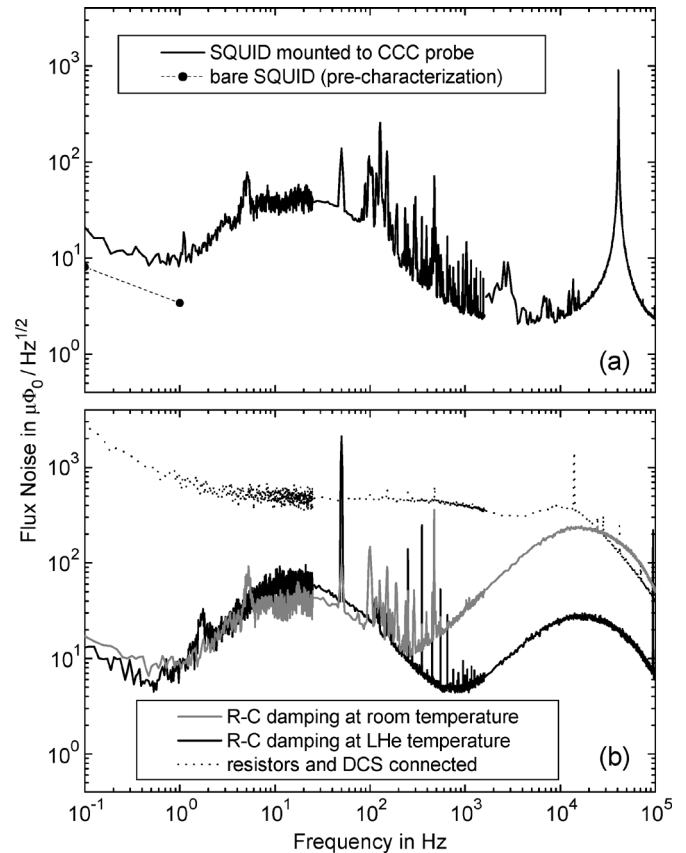 10³
10²
10¹
10⁰
SQUID mounted to CCC probe
bare SQUID (pre-characterization)
(a)
Flux Noise in μΦ₀ / Hz^1/2
10³
10²
10¹
10⁰
R-C damping at room temperature
R-C damping at LHe temperature
resistors and DCS connected
(b)
10⁻¹ 10⁰ 10¹ 10² 10³ 10⁴ 10⁵
Frequency in Hz